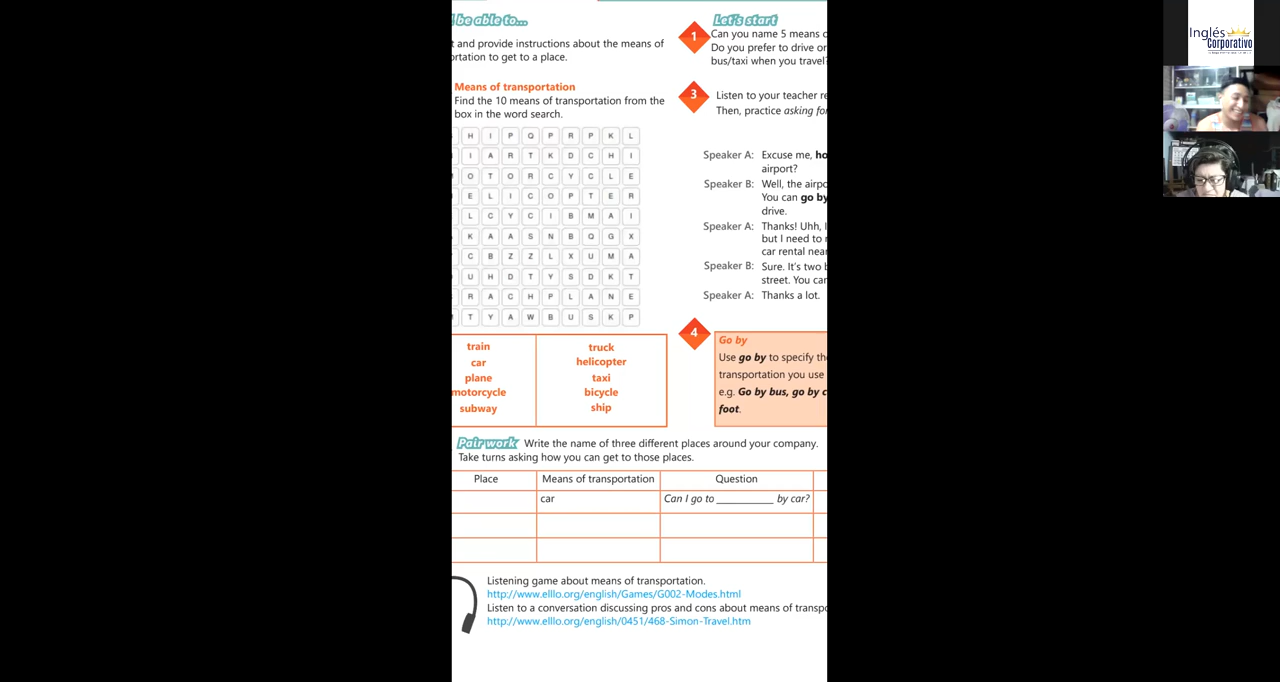 be able to...
t and provide instructions about the means of
ortation to get to a place.
Means of transportation
Find the 10 means of transportation from the
box in the word search.
H I P Q P R P K L
I A R T K D C H I
O T O R C Y C L E
E L I C O P T E R
L C Y C I B M A I
K A A S N B Q G X
C B Z Z L X U M A
U H D T Y S D K T
R A C H P L A N E
T Y A W B U S K P
train
car
plane
motorcycle
subway
truck
helicopter
taxi
bicycle
ship
Let's start
1
Can you name 5 means o
Do you prefer to drive or
bus/taxi when you travel?
3
Listen to your teacher re
Then, practice asking for
Speaker A: Excuse me, ho
airport?
Speaker B: Well, the airpo
You can go by
drive.
Speaker A: Thanks! Uhh, I
but I need to r
car rental near
Speaker B: Sure. It's two b
street. You can
Speaker A: Thanks a lot.
4
Go by
Use go by to specify the
transportation you use
e.g. Go by bus, go by c
foot.
Pair work Write the name of three different places around your company.
Take turns asking how you can get to those places.
Place Means of transportation Question
car Can I go to __________ by car?
Listening game about means of transportation.
http://www.elllo.org/english/Games/G002-Modes.html
Listen to a conversation discussing pros and cons about means of transpo
http://www.elllo.org/english/0451/468-Simon-Travel.htm
Inglés
Corporativo